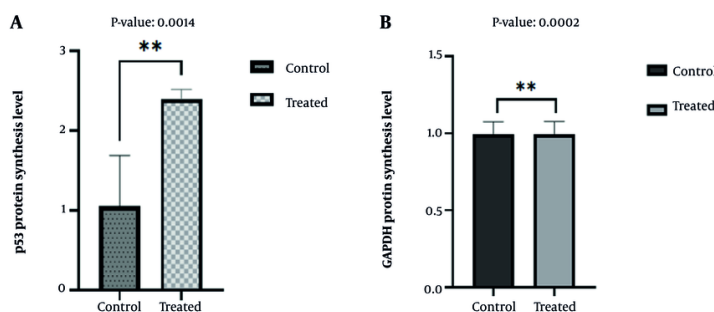 A
P-value: 0.0014
**
p53 protein synthesis level
3
2
1
0
Control
Treated
Control
Treated
B
P-value: 0.0002
**
GAPDH protin synthesis level
1.5
1.0
0.5
0.0
Control
Treated
Control
Treated